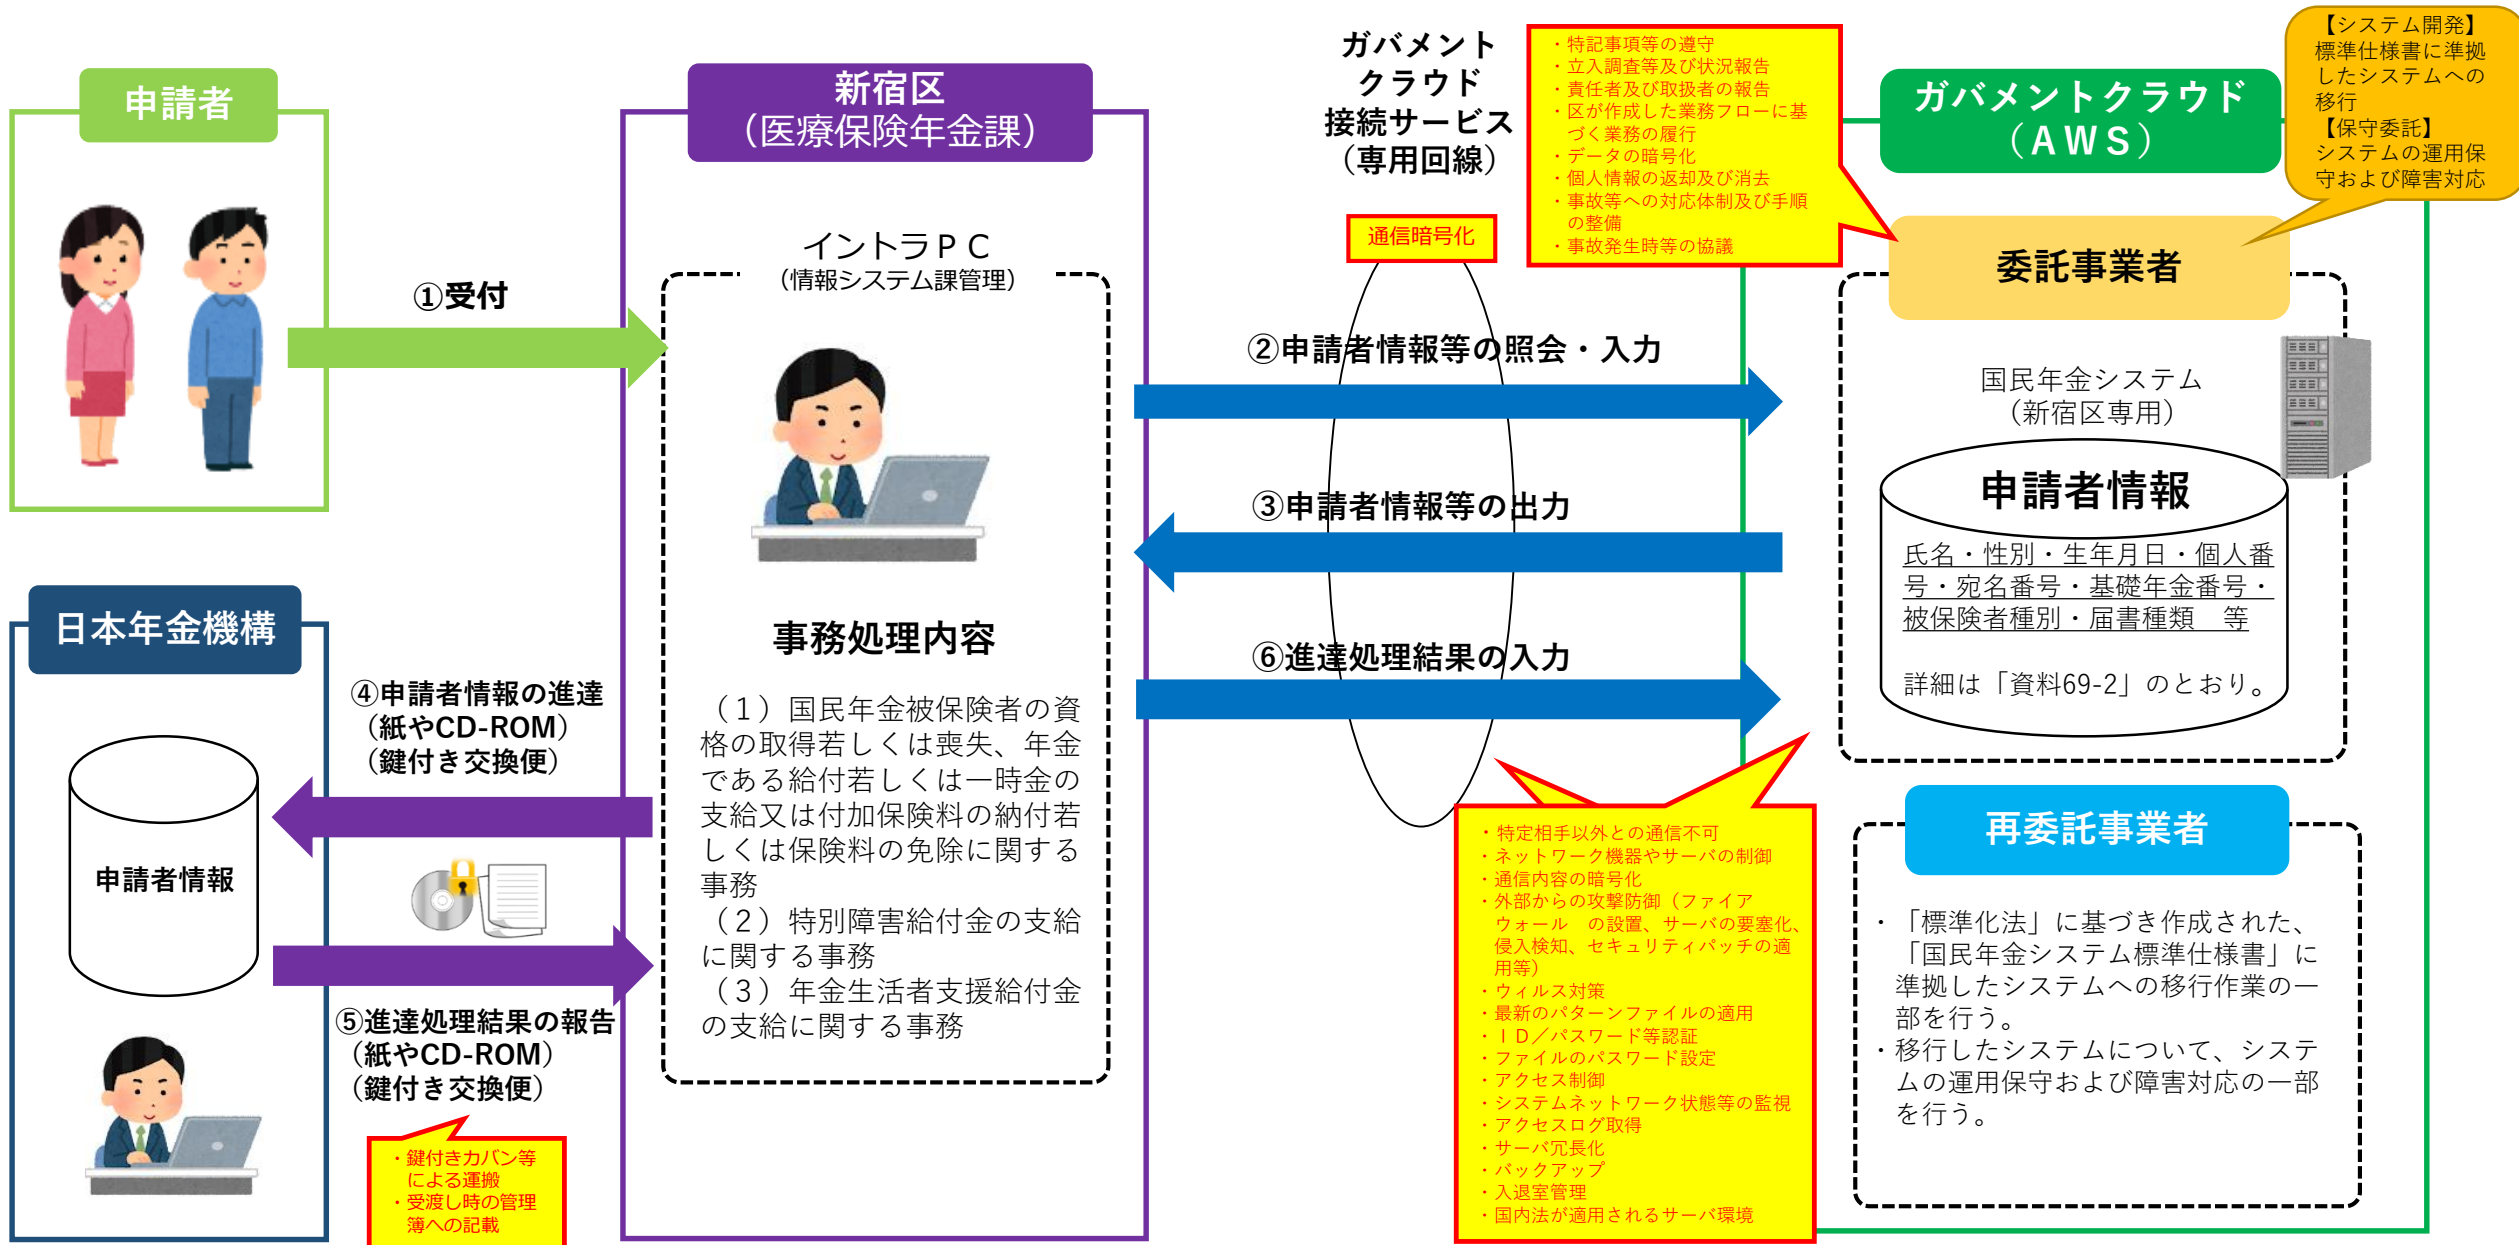 申請者
①受付
新宿区
（医療保険年金課）
イントラＰＣ
（情報システム課管理）
事務処理内容
（１）国民年金被保険者の資
格の取得若しくは喪失、年金
である給付若しくは一時金の
支給又は付加保険料の納付若
しくは保険料の免除に関する
事務
（２）特別障害給付金の支給
に関する事務
（３）年金生活者支援給付金
の支給に関する事務
日本年金機構
申請者情報
④申請者情報の進達
（紙やCD-ROM）
（鍵付き交換便）
⑤進達処理結果の報告
（紙やCD-ROM）
（鍵付き交換便）
・鍵付きカバン等
による運搬
・受渡し時の管理
簿への記載
ガバメント
クラウド
接続サービス
（専用回線）
通信暗号化
②申請者情報等の照会・入力
③申請者情報等の出力
⑥進達処理結果の入力
・特記事項等の遵守
・立入調査等及び状況報告
・責任者及び取扱者の報告
・区が作成した業務フローに基
づく業務の履行
・データの暗号化
・個人情報の返却及び消去
・事故等への対応体制及び手順
の整備
・事故発生時等の協議
・特定相手以外との通信不可
・ネットワーク機器やサーバの制御
・通信内容の暗号化
・外部からの攻撃防御（ファイア
ウォール　の設置、サーバの要塞化、
侵入検知、セキュリティパッチの適
用等）
・ウィルス対策
・最新のパターンファイルの適用
・ＩＤ／パスワード等認証
・ファイルのパスワード設定
・アクセス制御
・システムネットワーク状態等の監視
・アクセスログ取得
・サーバ冗長化
・バックアップ
・入退室管理
・国内法が適用されるサーバ環境
ガバメントクラウド
（ＡＷＳ）
【システム開発】
標準仕様書に準拠
したシステムへの
移行
【保守委託】
システムの運用保
守および障害対応
委託事業者
国民年金システム
（新宿区専用）
申請者情報
氏名・性別・生年月日・個人番
号・宛名番号・基礎年金番号・
被保険者種別・届書種類　等
詳細は「資料69-2」のとおり。
再委託事業者
・「標準化法」に基づき作成された、
「国民年金システム標準仕様書」に
準拠したシステムへの移行作業の一
部を行う。
・移行したシステムについて、システ
ムの運用保守および障害対応の一部
を行う。